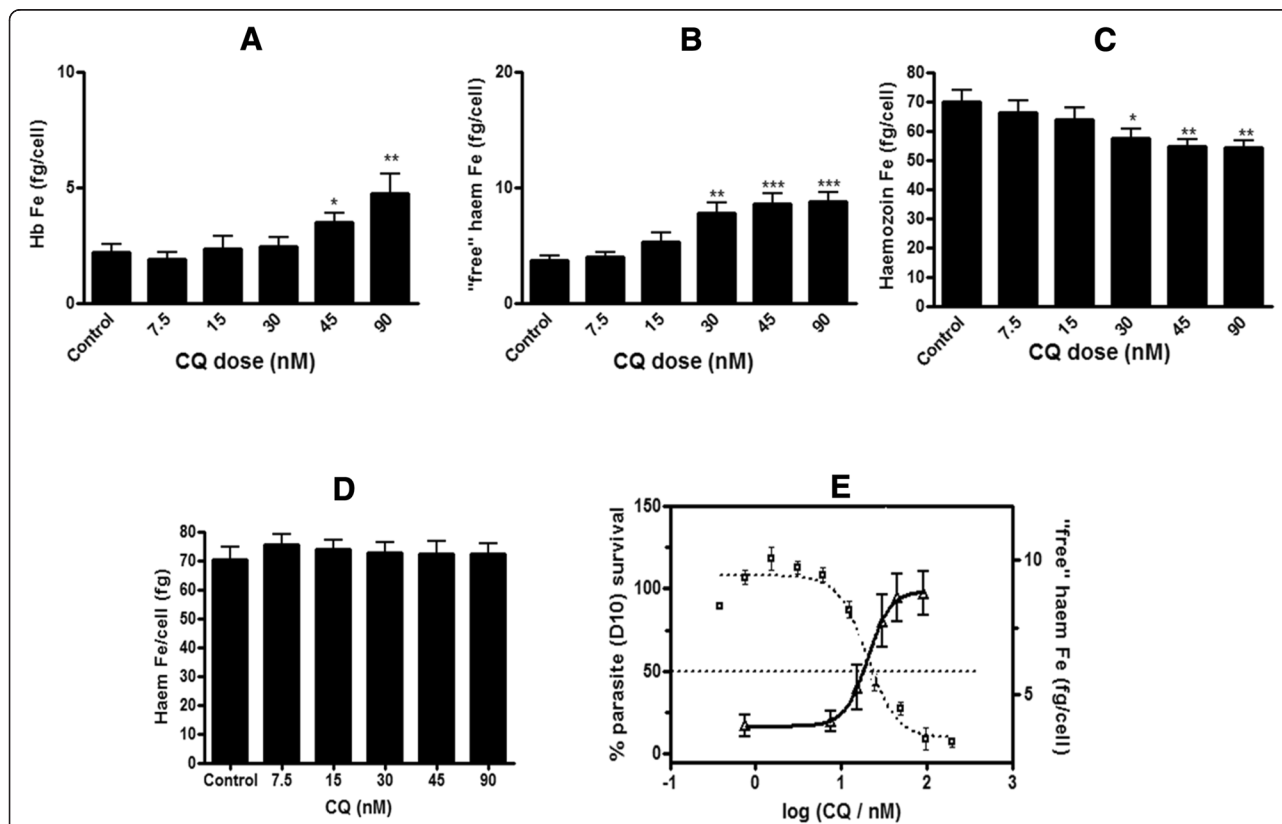 A
Hb Fe (fg/cell)
10
5
0
*
**
Control
7.5
15
30
45
90
CQ dose (nM)
B
"free" haem Fe (fg/cell)
20
10
0
**
***
***
Control
7.5
15
30
45
90
CQ dose (nM)
C
Haemozoin Fe (fg/cell)
80
70
60
50
40
30
20
10
0
*
**
**
Control
7.5
15
30
45
90
CQ dose (nM)
D
Haem Fe/cell (fg)
80
70
60
50
40
30
20
10
0
Control 7.5 15 30 45 90
CQ (nM)
E
% parasite (D10) survival
150
100
50
0
10
5
"free" haem Fe (fg/cell)
-1 0 1 2 3
log (CQ / nM)